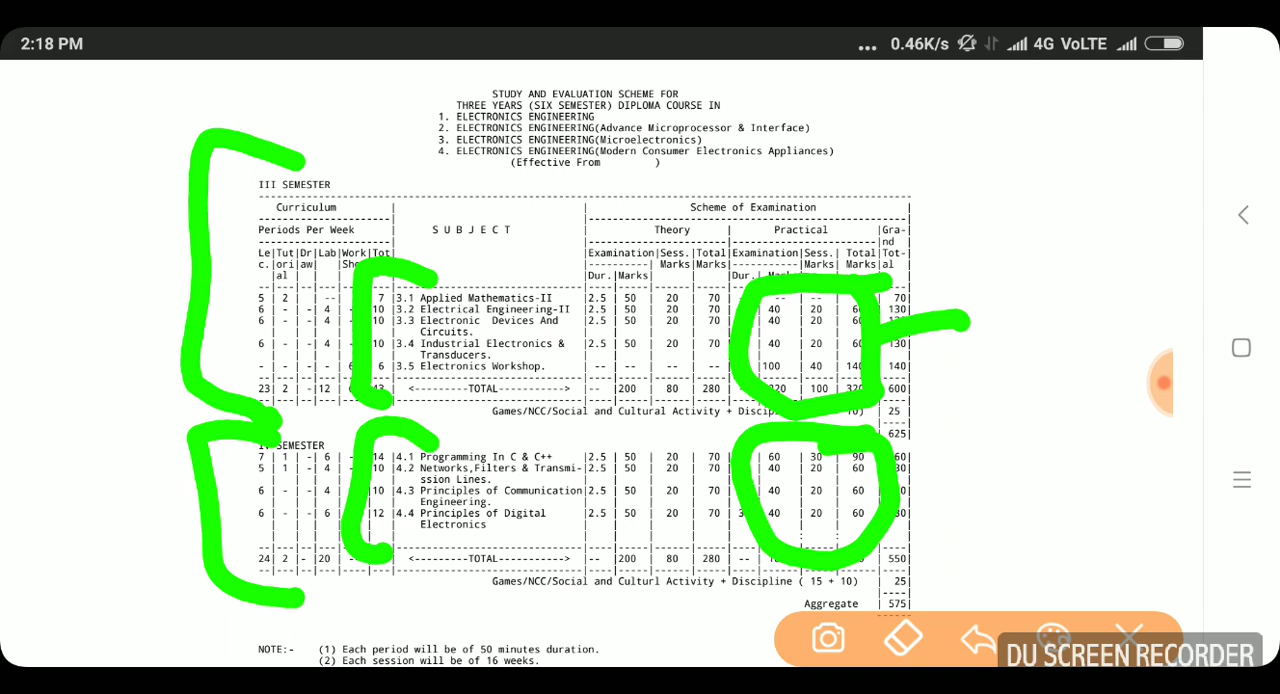 2:18 PM
... 0.46K/s 4G VoLTE
STUDY AND EVALUATION SCHEME FOR
THREE YEARS (SIX SEMESTER) DIPLOMA COURSE IN
1. ELECTRONICS ENGINEERING
2. ELECTRONICS ENGINEERING(Advance Microprocessor & Interface)
3. ELECTRONICS ENGINEERING(Microelectronics)
4. ELECTRONICS ENGINEERING(Modern Consumer Electronics Appliances)
(Effective From )
III SEMESTER
Curriculum Scheme of Examination
Periods Per Week S U B J E C T Theory Practical Gra-
nd
Le Tut Dr Lab Work Tot Examination Sess. Total Examination Sess. Total Tot-
c. ori aw Marks Marks Marks Marks al
al Dur. Marks Dur.
5 2 -- 7 3.1 Applied Mathematics-II 2.5 50 20 70 -- -- 70
6 - - 4 10 3.2 Electrical Engineering-II 2.5 50 20 70 40 20 130
6 - - 4 10 3.3 Electronic Devices And 2.5 50 20 70 40 20
Circuits.
6 - - 4 10 3.4 Industrial Electronics & 2.5 50 20 70 40 20 130
Transducers.
- - - - 6 3.5 Electronics Workshop. -- -- -- -- 100 40 140
23 2 - 12 <---------TOTAL-----------> -- 200 80 280 100 600
Games/NCC/Social and Cultural Activity + 25
625
SEMESTER
7 1 - 6 14 4.1 Programming In C & C++ 2.5 50 20 70 60 30 90
5 1 - 4 10 4.2 Networks,Filters & Transmi- 2.5 50 20 70 40 20 60
ssion Lines.
6 - - 4 10 4.3 Principles of Communication 2.5 50 20 70 40 20 60
Engineering.
6 - - 6 12 4.4 Principles of Digital 2.5 50 20 70 40 20 60
Electronics
24 2 - 20 <---------TOTAL-----------> -- 200 80 280 -- 550
Games/NCC/Social and Culturl Activity + Discipline ( 15 + 10) 25
Aggregate 575
NOTE:- (1) Each period will be of 50 minutes duration.
(2) Each session will be of 16 weeks.
DU SCREEN RECORDER